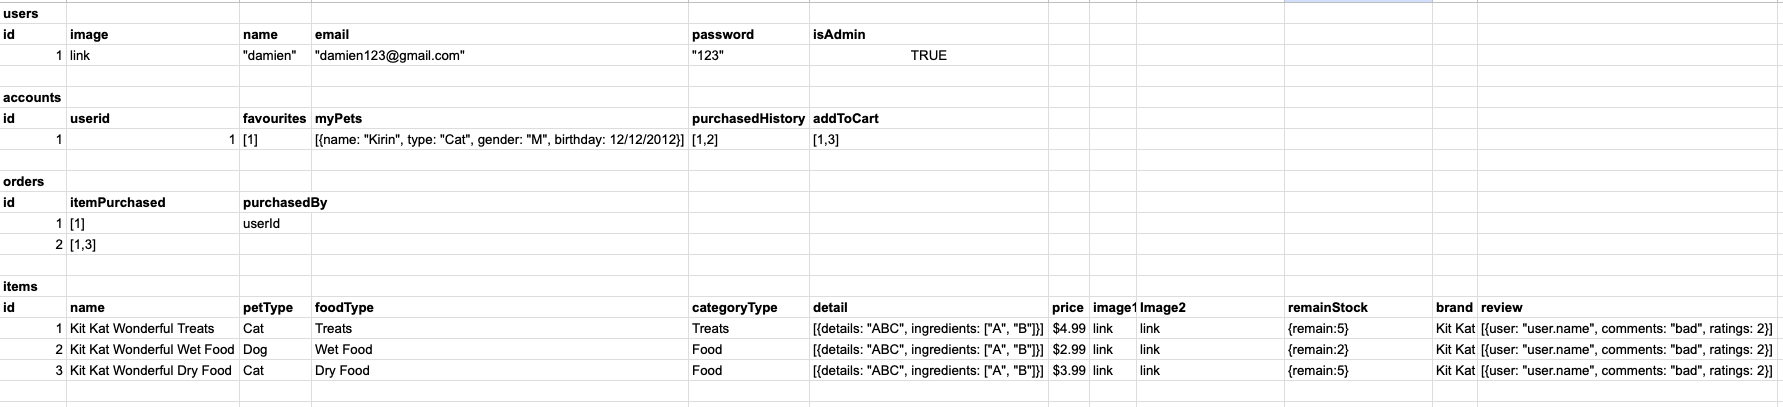 users
id image name email password isAdmin
1 link "damien" "damien123@gmail.com" "123" TRUE
accounts
id userid favourites myPets purchasedHistory addToCart
1 1 [1] [{name: "Kirin", type: "Cat", gender: "M", birthday: 12/12/2012}] [1,2] [1,3]
orders
id itemPurchased purchasedBy
1 [1] userId
2 [1,3]
items
id name petType foodType categoryType detail price image1 Image2 remainStock brand review
1 Kit Kat Wonderful Treats Cat Treats Treats [{details: "ABC", ingredients: ["A", "B"]}] $4.99 link link {remain:5} Kit Kat [{user: "user.name", comments: "bad", ratings: 2}]
2 Kit Kat Wonderful Wet Food Dog Wet Food Food [{details: "ABC", ingredients: ["A", "B"]}] $2.99 link link {remain:2} Kit Kat [{user: "user.name", comments: "bad", ratings: 2}]
3 Kit Kat Wonderful Dry Food Cat Dry Food Food [{details: "ABC", ingredients: ["A", "B"]}] $3.99 link link {remain:5} Kit Kat [{user: "user.name", comments: "bad", ratings: 2}]